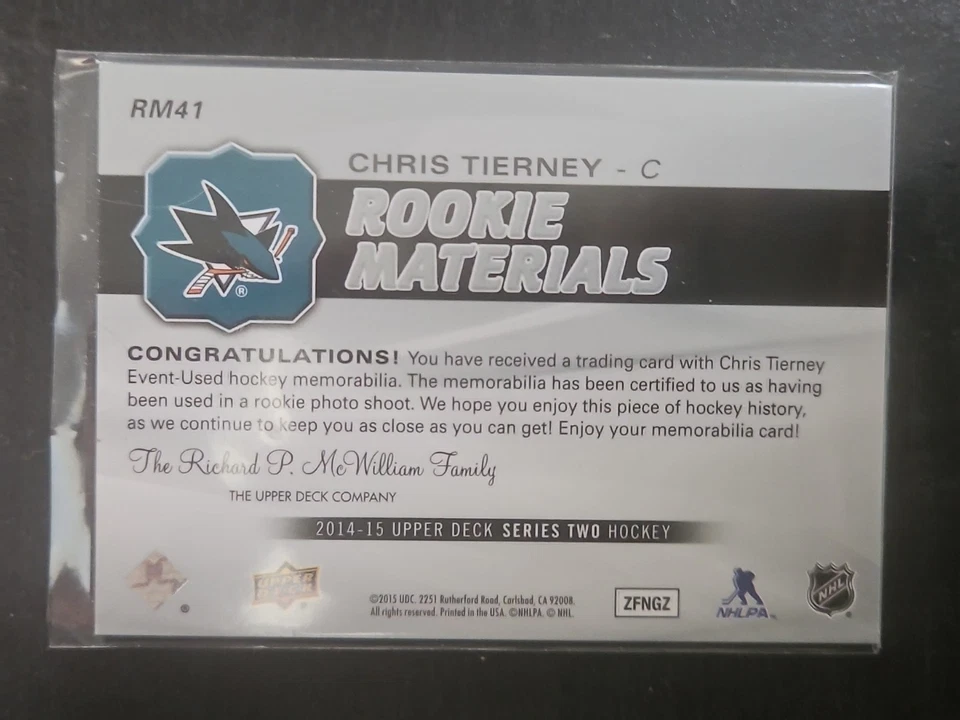 RM41
CHRIS TIERNEY - C
ROOKIE
MATERIALS
®
CONGRATULATIONS! You have received a trading card with Chris Tierney
Event-Used hockey memorabilia. The memorabilia has been certified to us as having
been used in a rookie photo shoot. We hope you enjoy this piece of hockey history,
as we continue to keep you as close as you can get! Enjoy your memorabilia card!
The Richard P. McWilliam Family
THE UPPER DECK COMPANY
2014-15 UPPER DECK SERIES TWO HOCKEY
®
UPPER DECK
©2015 UDC. 2251 Rutherford Road, Carlsbad, CA 92008.
All rights reserved. Printed in the USA. ©NHLPA. © NHL.
ZFNGZ
NHLPA
NHL
®